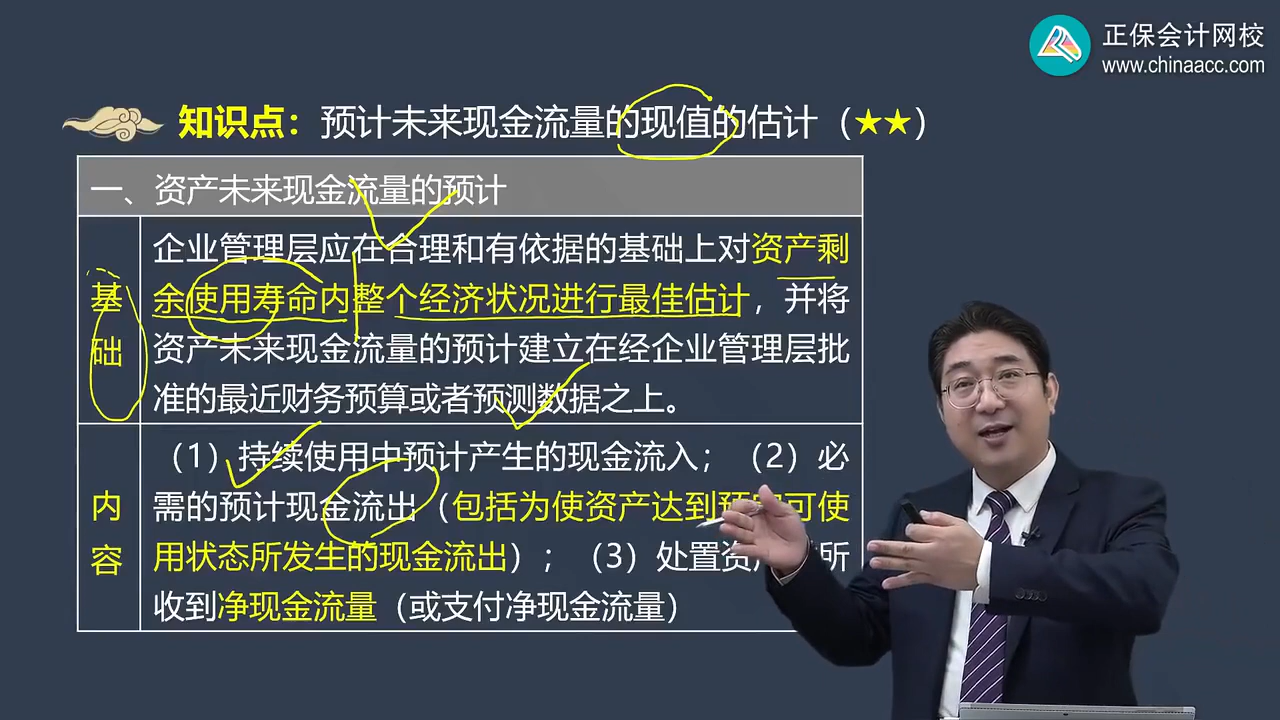 正保会计网校
www.chinaacc.com
知识点：预计未来现金流量的现值的估计（★★）
一、资产未来现金流量的预计
基础
企业管理层应在合理和有依据的基础上对资产剩
余使用寿命内整个经济状况进行最佳估计，并将
资产未来现金流量的预计建立在经企业管理层批
准的最近财务预算或者预测数据之上。
内容
（1）持续使用中预计产生的现金流入；（2）必
需的预计现金流出（包括为使资产达到预定可使
用状态所发生的现金流出）；（3）处置资 所
收到净现金流量（或支付净现金流量）